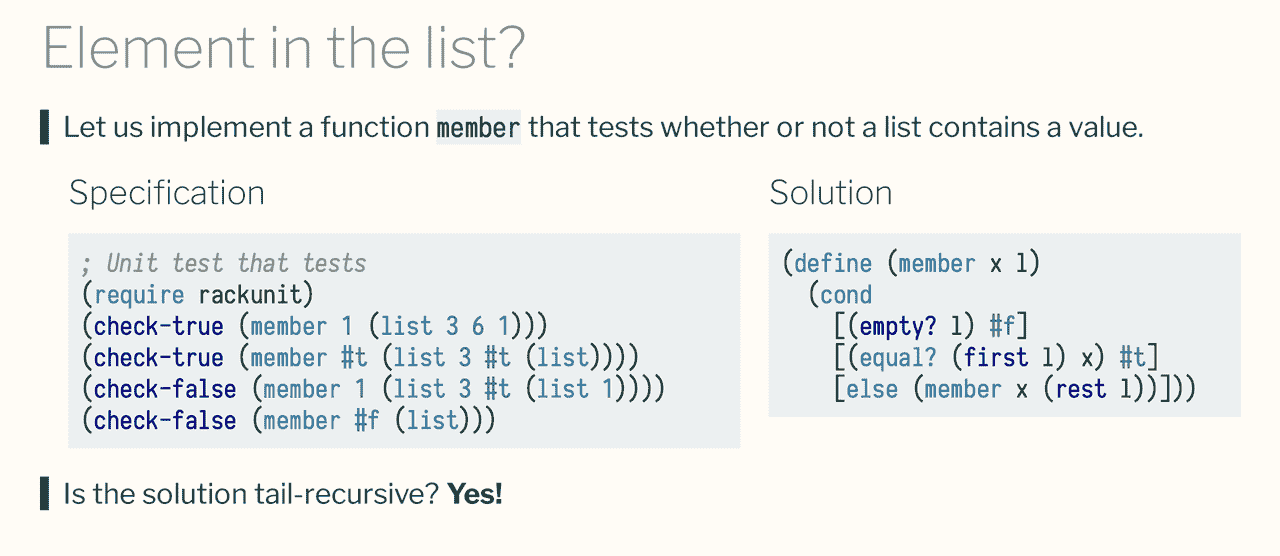 Element in the list?
Let us implement a function member that tests whether or not a list contains a value.
Specification
; Unit test that tests
(require rackunit)
(check-true (member 1 (list 3 6 1)))
(check-true (member #t (list 3 #t (list))))
(check-false (member 1 (list 3 #t (list 1))))
(check-false (member #f (list)))
Solution
(define (member x l)
  (cond
    [(empty? l) #f]
    [(equal? (first l) x) #t]
    [else (member x (rest l))]))
Is the solution tail-recursive? Yes!